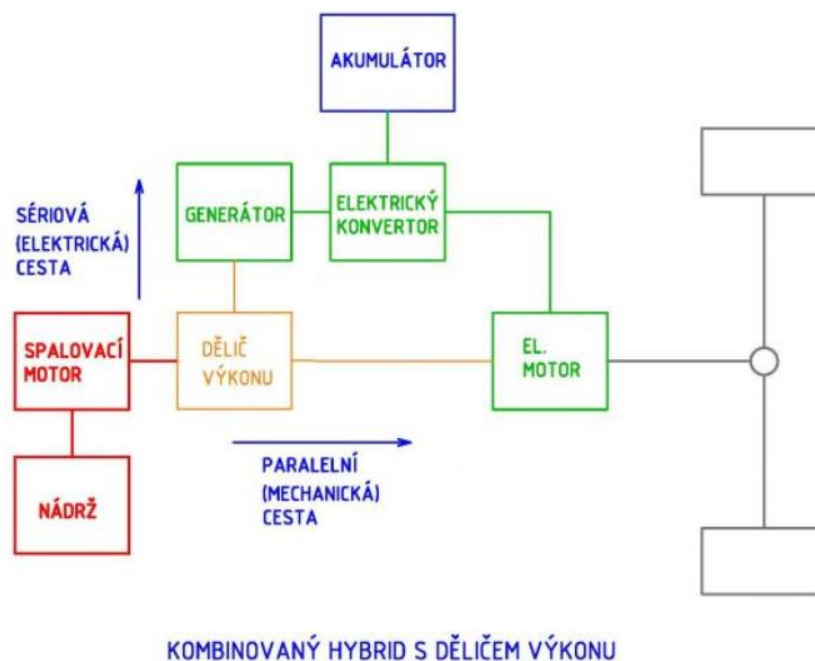 AKUMULÁTOR
SÉRIOVÁ
(ELEKTRICKÁ)
CESTA
GENERÁTOR
ELEKTRICKÝ
KONVERTOR
SPALOVACÍ
MOTOR
DĚLIČ
VÝKONU
EL.
MOTOR
NÁDRŽ
PARALELNÍ
(MECHANICKÁ)
CESTA
KOMBINOVANÝ HYBRID S DĚLIČEM VÝKONU